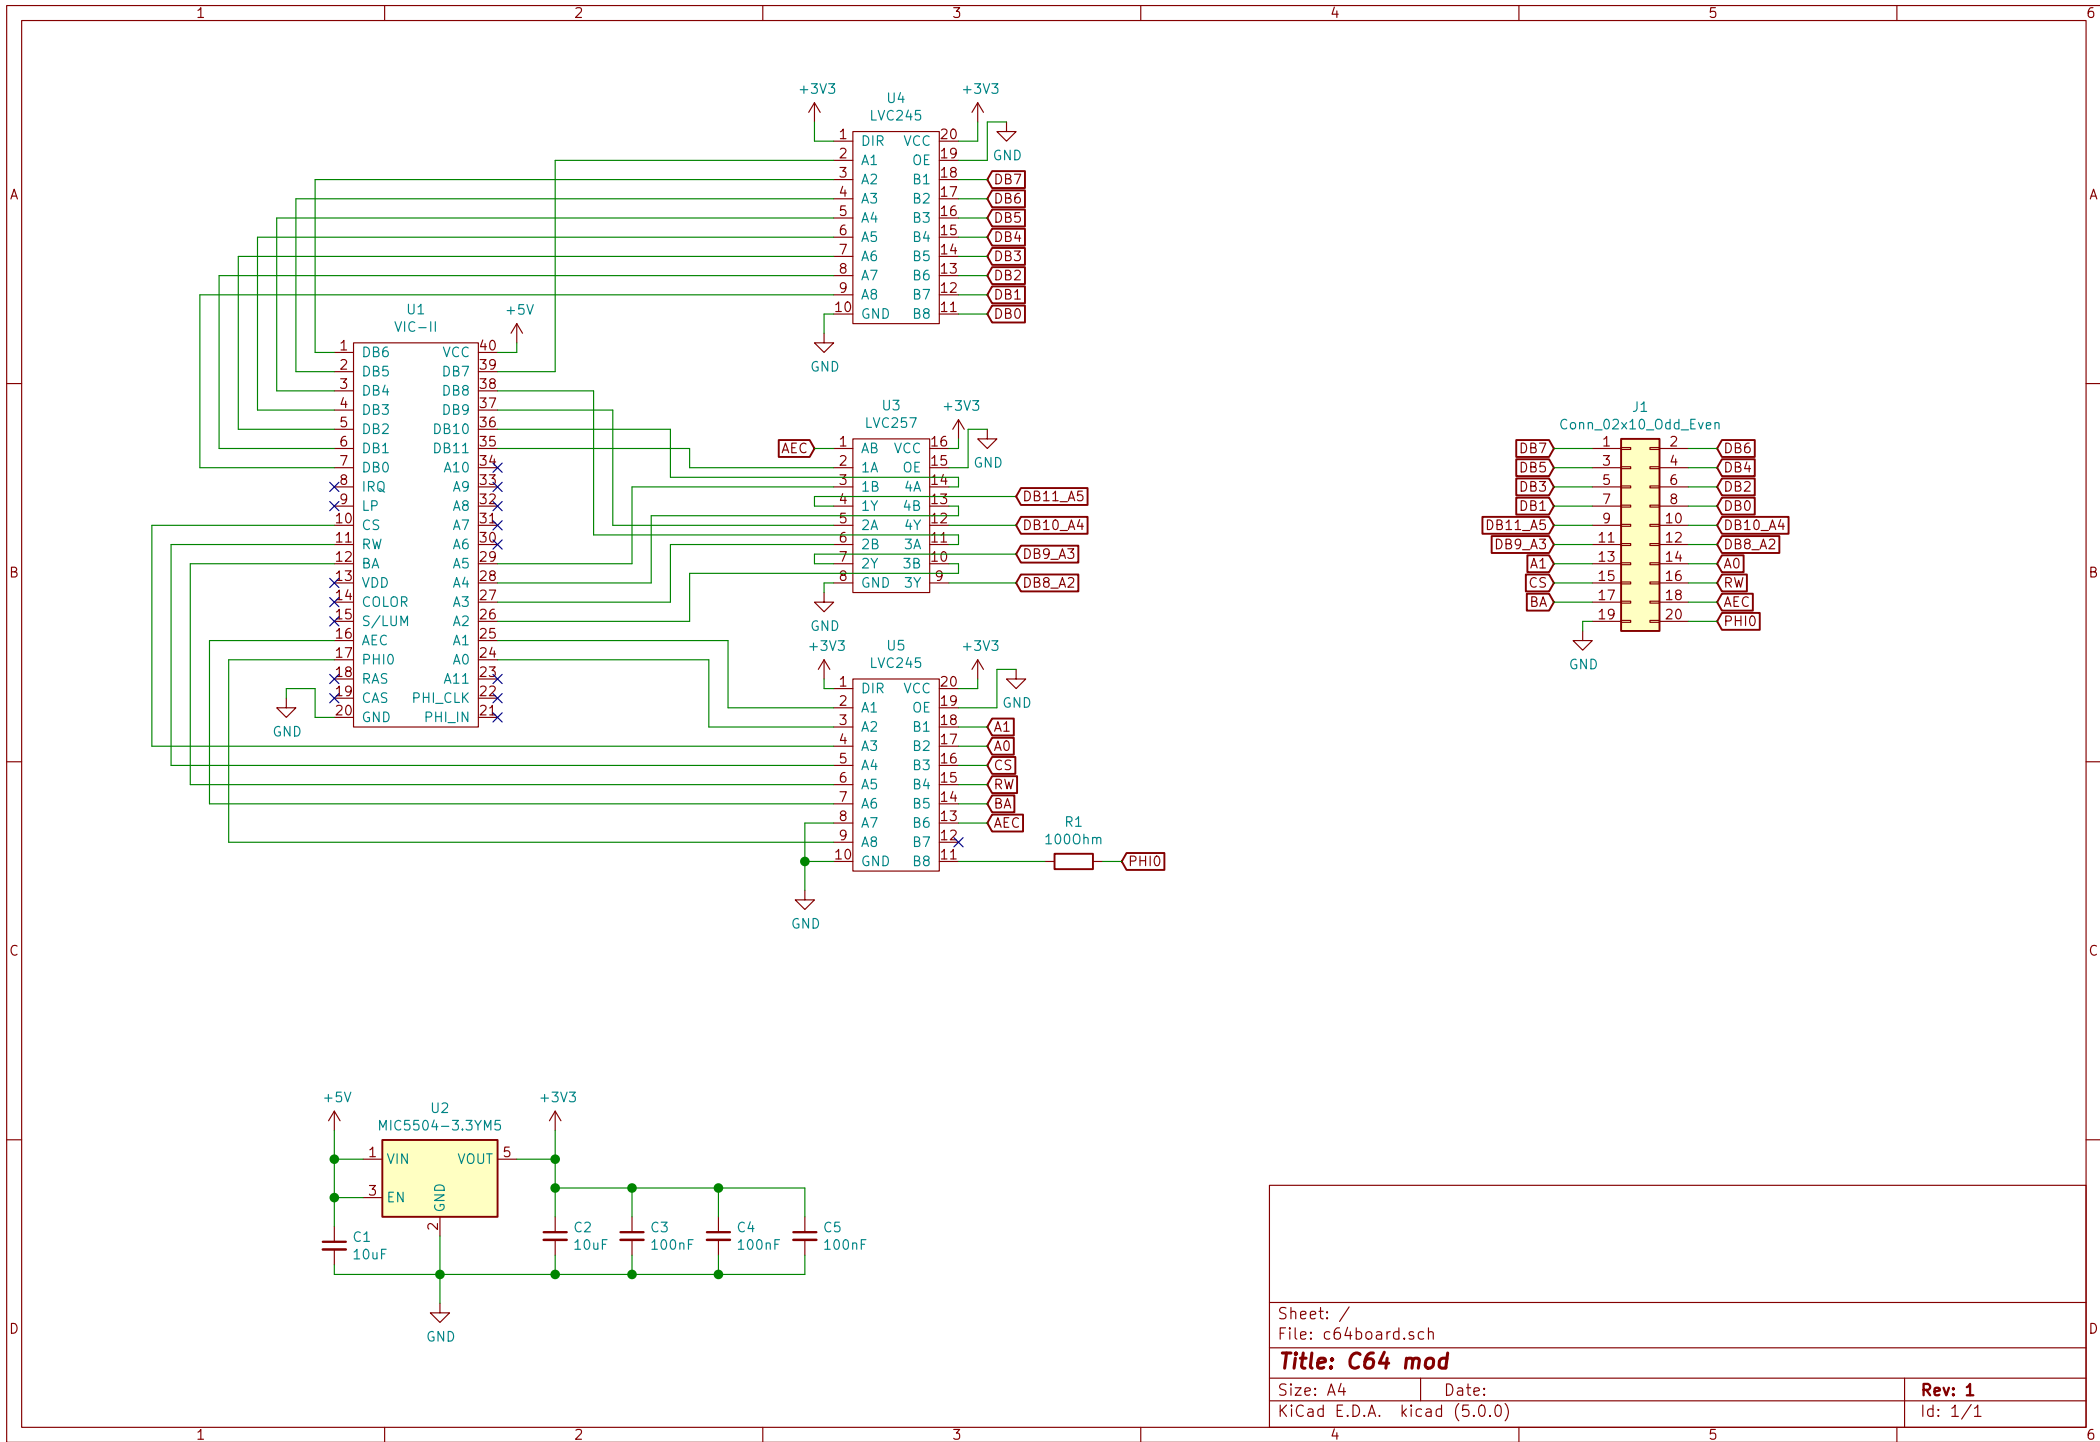 1 2 3 4 5 6
A A
B B
C C
D D
+3V3 +3V3
U4
LVC245
1 DIR VCC 20
2 A1 OE 19
GND
3 A2 B1 18 DB7
4 A3 B2 17 DB6
5 A4 B3 16 DB5
6 A5 B4 15 DB4
7 A6 B5 14 DB3
8 A7 B6 13 DB2
9 A8 B7 12 DB1
10 GND B8 11 DB0
GND
U1
VIC-II
+5V
1 DB6 VCC 40
2 DB5 DB7 39
3 DB4 DB8 38
4 DB3 DB9 37
5 DB2 DB10 36
6 DB1 DB11 35
7 DB0 A10 34
8 IRQ A9 33
9 LP A8 32
10 CS A7 31
11 RW A6 30
12 BA A5 29
13 VDD A4 28
14 COLOR A3 27
15 S/LUM A2 26
16 AEC A1 25
17 PHI0 A0 24
18 RAS A11 23
19 CAS PHI_CLK 22
20 GND PHI_IN 21
GND
U3
LVC257
+3V3
AEC 1 AB VCC 16
2 1A OE 15
GND
3 1B 4A 14
4 1Y 4B 13 DB11_A5
5 2A 4Y 12 DB10_A4
6 2B 3A 11
7 2Y 3B 10 DB9_A3
8 GND 3Y 9 DB8_A2
GND
+3V3 +3V3
U5
LVC245
1 DIR VCC 20
2 A1 OE 19
GND
3 A2 B1 18 A1
4 A3 B2 17 A0
5 A4 B3 16 CS
6 A5 B4 15 RW
7 A6 B5 14 BA
8 A7 B6 13 AEC
9 A8 B7 12
10 GND B8 11
GND
R1
100Ohm
PHI0
J1
Conn_02x10_Odd_Even
DB7 1 2 DB6
DB5 3 4 DB4
DB3 5 6 DB2
DB1 7 8 DB0
DB11_A5 9 10 DB10_A4
DB9_A3 11 12 DB8_A2
A1 13 14 A0
CS 15 16 RW
BA 17 18 AEC
19 20 PHI0
GND
+5V +3V3
U2
MIC5504-3.3YM5
1 VIN VOUT 5
3 EN GND
2
C1
10uF
C2
10uF
C3
100nF
C4
100nF
C5
100nF
GND
Sheet: /
File: c64board.sch
Title: C64 mod
Size: A4 Date: Rev: 1
KiCad E.D.A. kicad (5.0.0) Id: 1/1
1 2 3 4 5 6